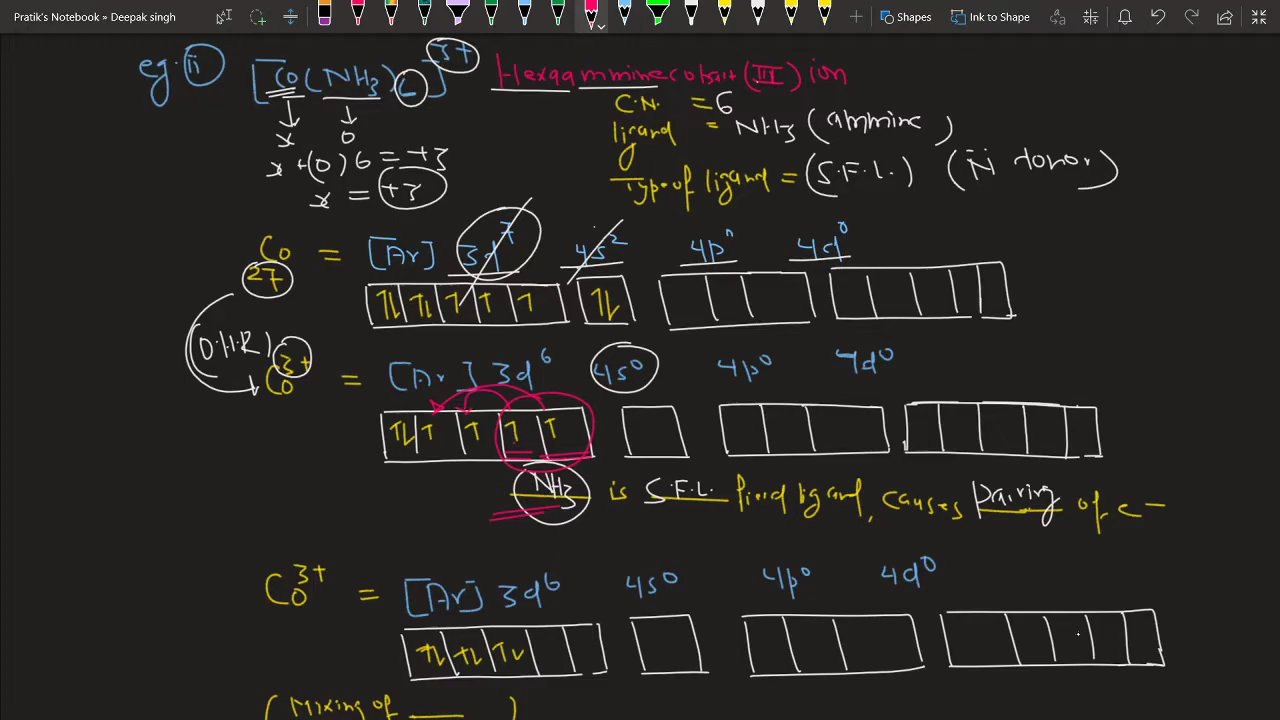 Pratik's Notebook » Deepak singh
Shapes
Ink to Shape
eg. ii [Co(NH3)6]3+ Hexaamminecobalt (III) ion
C.N. = 6
x 0
ligand = NH3 (ammine)
x + (0) 6 = +3
x = +3
Type of ligand = (S.F.L.) (N donor)
Co = [Ar] 3d7 4s2 4p0 4d0
27
(O.H.R)
Co3+ = [Ar] 3d6 4s0 4p0 4d0
NH3 is S.F.L. field ligand, causes pairing of e-
Co3+ = [Ar] 3d6 4s0 4p0 4d0
(Mixing of )